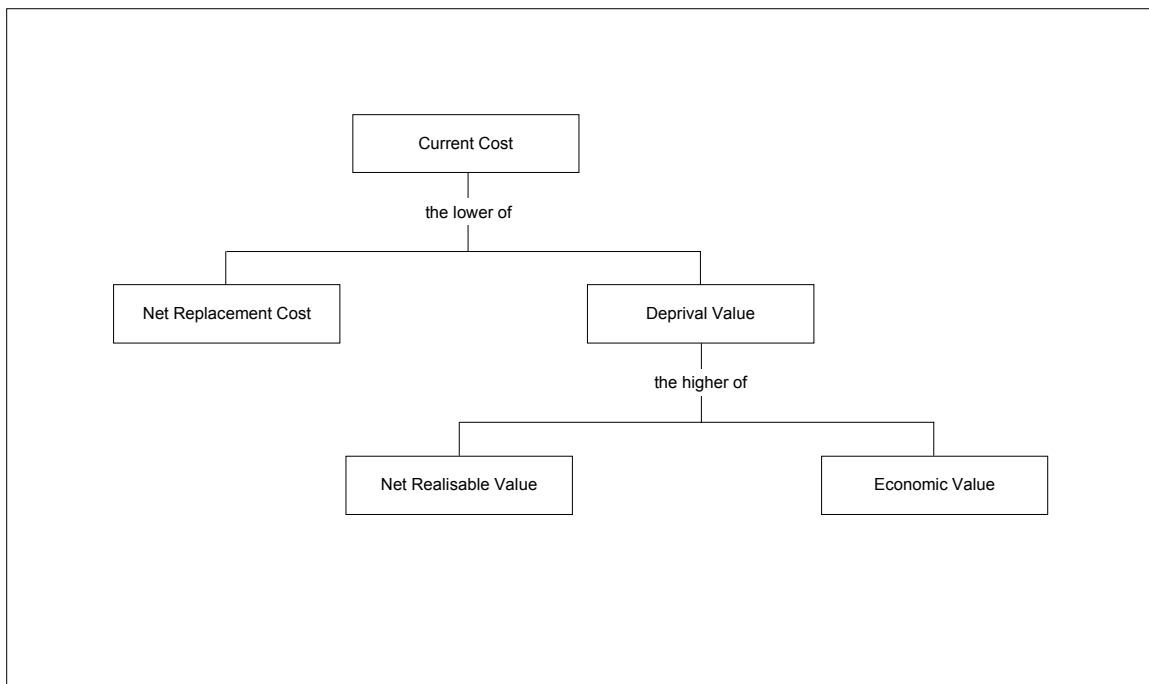 Current Cost
the lower of
Net Replacement Cost
Deprival Value
the higher of
Net Realisable Value
Economic Value